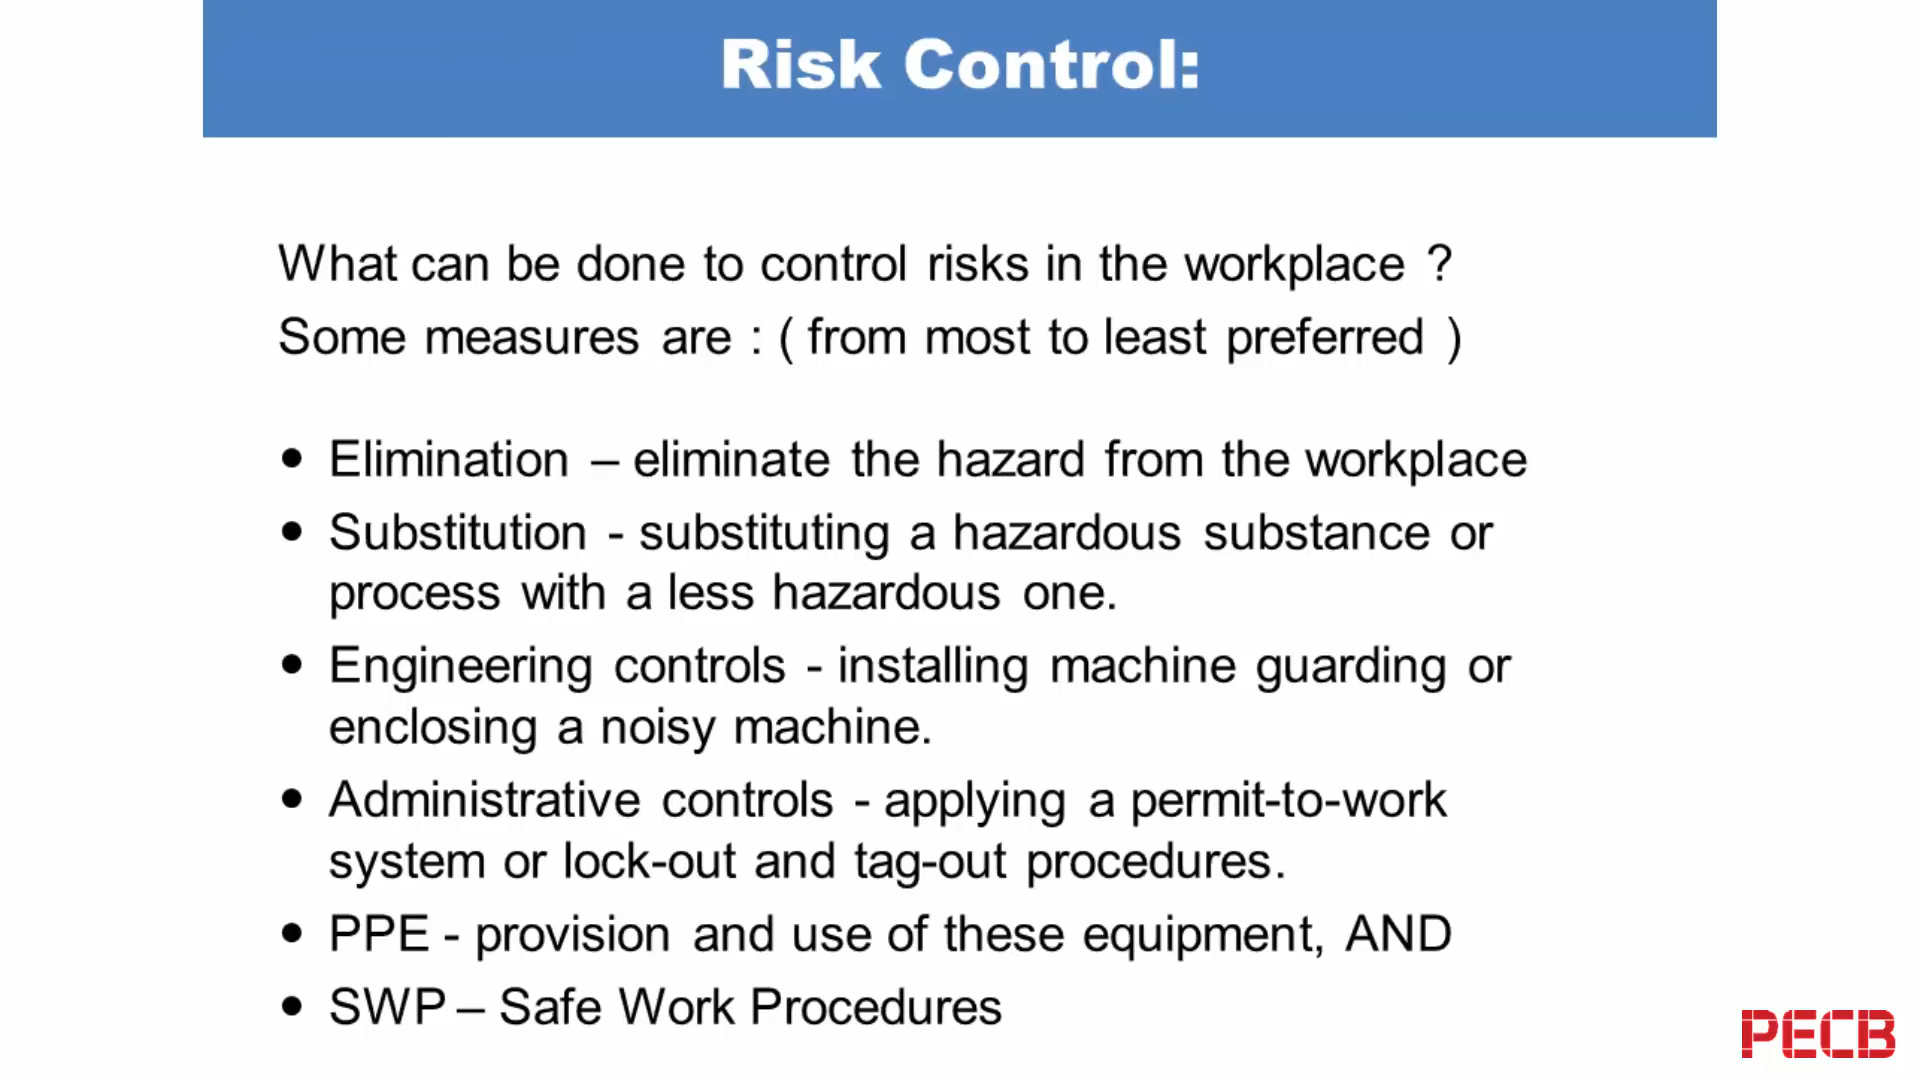 Risk Control:
What can be done to control risks in the workplace ?
Some measures are : ( from most to least preferred )
• Elimination – eliminate the hazard from the workplace
• Substitution - substituting a hazardous substance or
process with a less hazardous one.
• Engineering controls - installing machine guarding or
enclosing a noisy machine.
• Administrative controls - applying a permit-to-work
system or lock-out and tag-out procedures.
• PPE - provision and use of these equipment, AND
• SWP – Safe Work Procedures
PECB